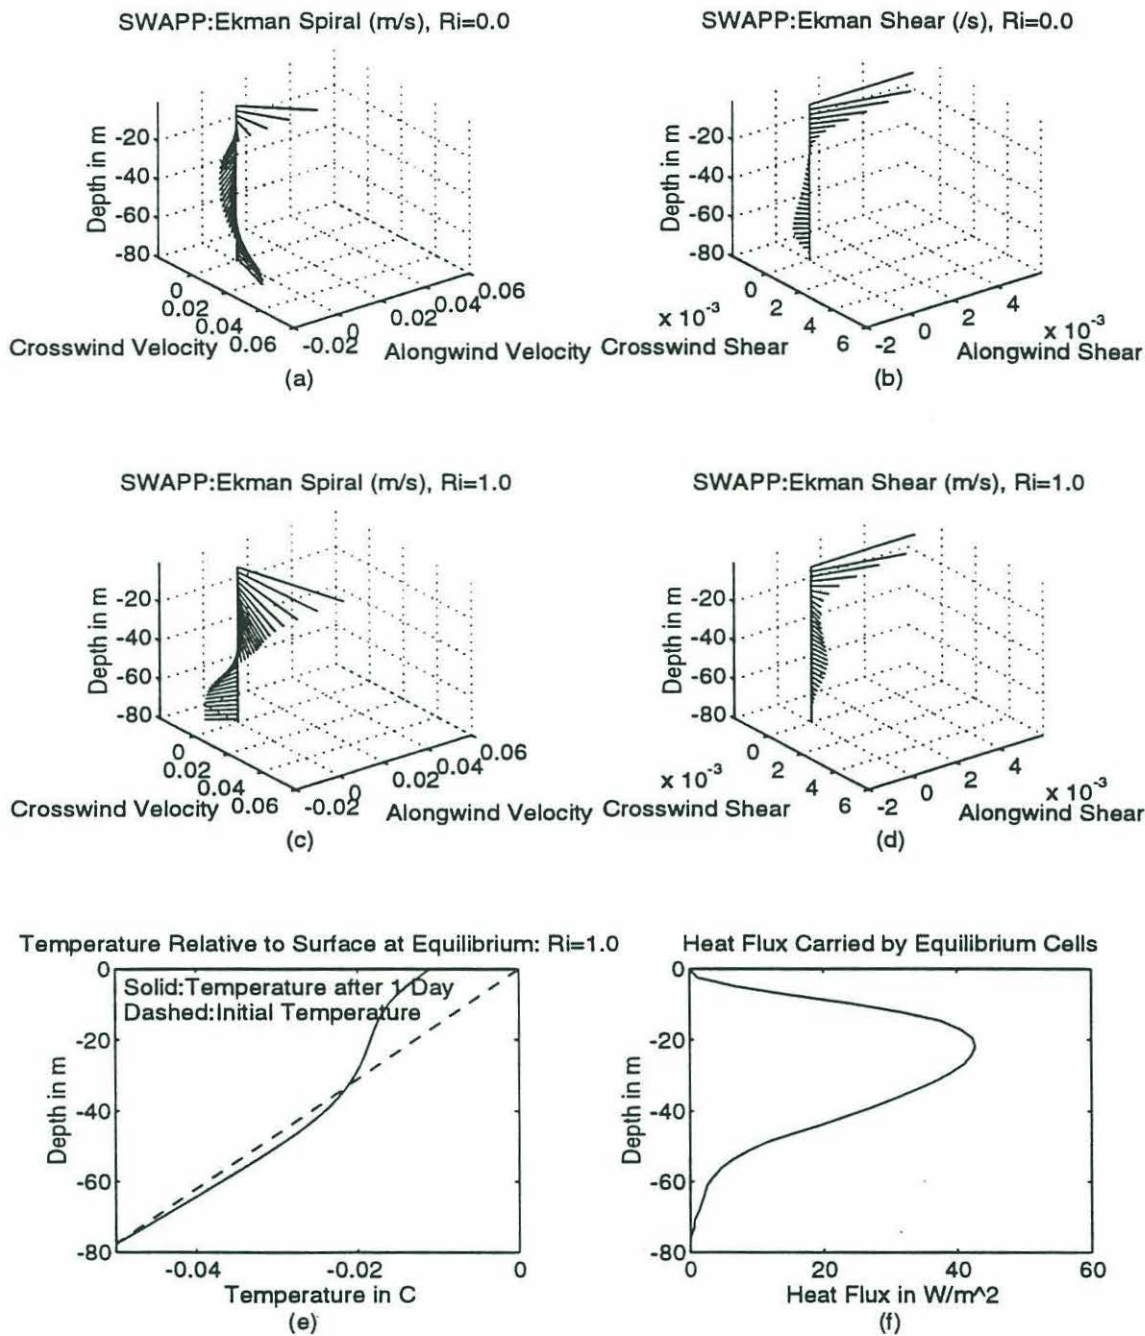 SWAPP:Ekman Spiral (m/s), Ri=0.0
Depth in m
-20
-40
-60
-80
0
0.02
0.04
0.06
Crosswind Velocity
-0.02
0
0.02
0.04
0.06
Alongwind Velocity
(a)
SWAPP:Ekman Shear (/s), Ri=0.0
Depth in m
-20
-40
-60
-80
0
2
4
6
x 10^-3
Crosswind Shear
-2
0
2
4
x 10^-3
Alongwind Shear
(b)
SWAPP:Ekman Spiral (m/s), Ri=1.0
Depth in m
-20
-40
-60
-80
0
0.02
0.04
0.06
Crosswind Velocity
-0.02
0
0.02
0.04
0.06
Alongwind Velocity
(c)
SWAPP:Ekman Shear (m/s), Ri=1.0
Depth in m
-20
-40
-60
-80
0
2
4
6
x 10^-3
Crosswind Shear
-2
0
2
4
x 10^-3
Alongwind Shear
(d)
Temperature Relative to Surface at Equilibrium: Ri=1.0
Solid:Temperature after 1 Day
Dashed:Initial Temperature
Depth in m
0
-20
-40
-60
-80
-0.04
-0.02
0
Temperature in C
(e)
Heat Flux Carried by Equilibrium Cells
Depth in m
0
-20
-40
-60
-80
0
20
40
60
Heat Flux in W/m^2
(f)